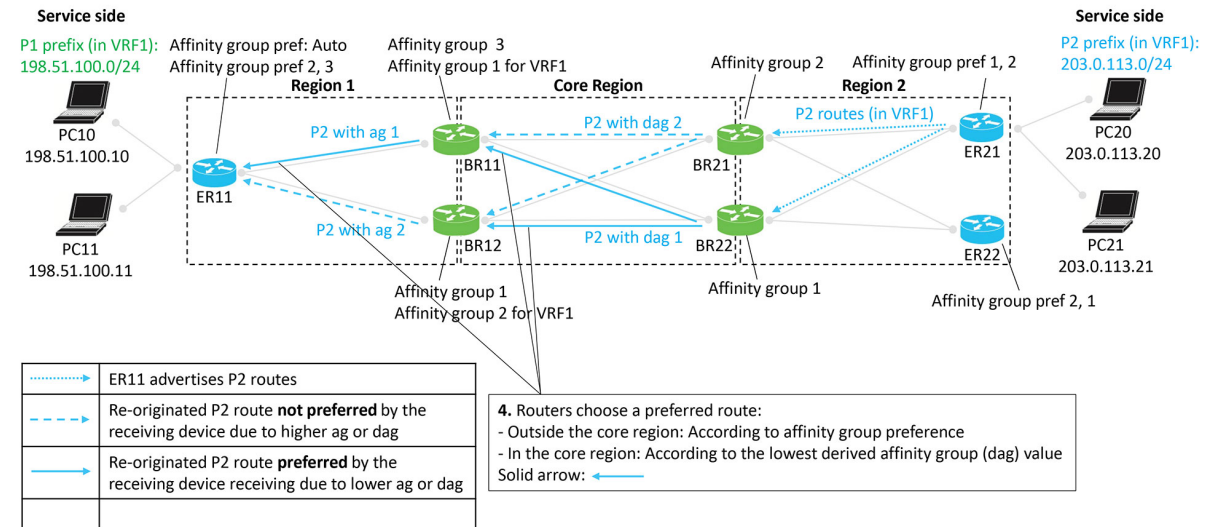 Service side
Service side
P1 prefix (in VRF1):
198.51.100.0/24
Affinity group pref: Auto
Affinity group pref 2, 3
Affinity group  3
Affinity group 1 for VRF1
Affinity group 2
Affinity group pref 1, 2
P2 prefix (in VRF1):
203.0.113.0/24
Region 1
Core Region
Region 2
PC10
198.51.100.10
P2 with ag 1
BR11
P2 with dag 2
BR21
P2 routes (in VRF1)
ER21
PC20
203.0.113.20
ER11
PC11
198.51.100.11
P2 with ag 2
BR12
P2 with dag 1
BR22
ER22
PC21
203.0.113.21
Affinity group 1
Affinity group 2 for VRF1
Affinity group 1
Affinity group pref 2, 1
ER11 advertises P2 routes
Re-originated P2 route not preferred by the
receiving device due to higher ag or dag
Re-originated P2 route preferred by the
receiving device receiving due to lower ag or dag
4. Routers choose a preferred route:
- Outside the core region: According to affinity group preference
- In the core region: According to the lowest derived affinity group (dag) value
Solid arrow: